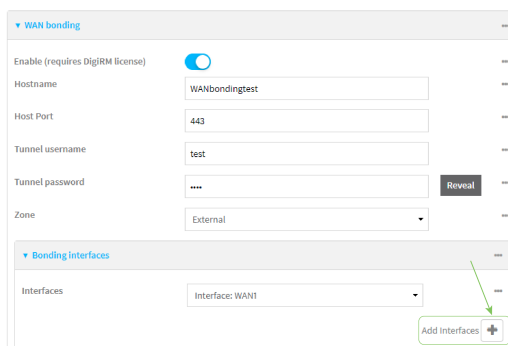 WAN bonding
Enable (requires DigiRM license)
Hostname
WANbondingtest
Host Port
443
Tunnel username
test
Tunnel password
••••
Reveal
Zone
External
Bonding interfaces
Interfaces
Interface: WAN1
Add Interfaces